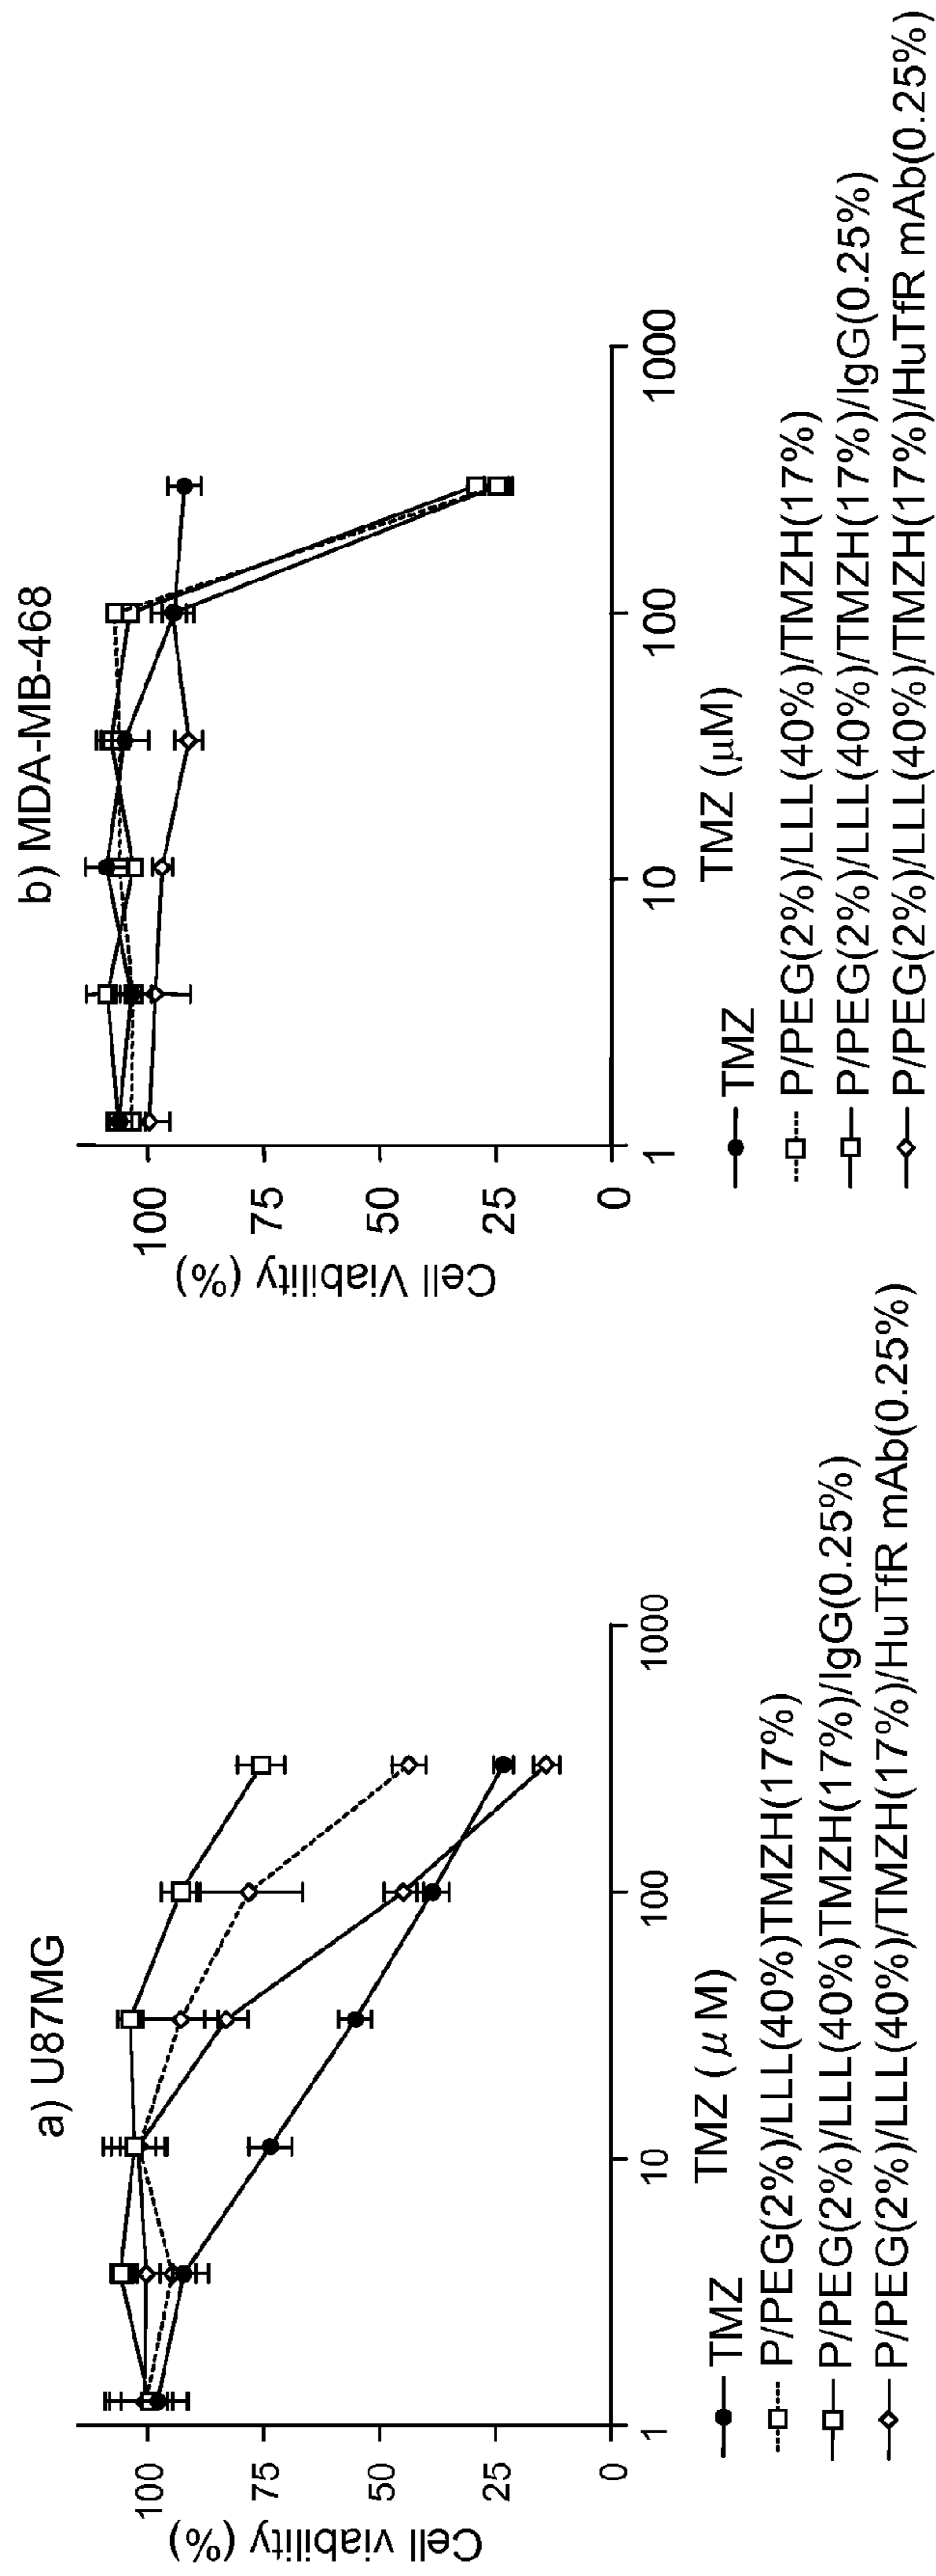 a) U87MG
Cell viability (%)
100
75
50
25
0
1
10
100
1000
TMZ (μ M)
TMZ
P/PEG(2%)/LLL(40%)TMZH(17%)
P/PEG(2%)/LLL(40%)TMZH(17%)/IgG(0.25%)
P/PEG(2%)/LLL(40%)/TMZH(17%)/HuTfR mAb(0.25%)
b) MDA-MB-468
Cell Viability (%)
100
75
50
25
0
1
10
100
1000
TMZ (μM)
TMZ
P/PEG(2%)/LLL(40%)/TMZH(17%)
P/PEG(2%)/LLL(40%)/TMZH(17%)/IgG(0.25%)
P/PEG(2%)/LLL(40%)/TMZH(17%)/HuTfR mAb(0.25%)